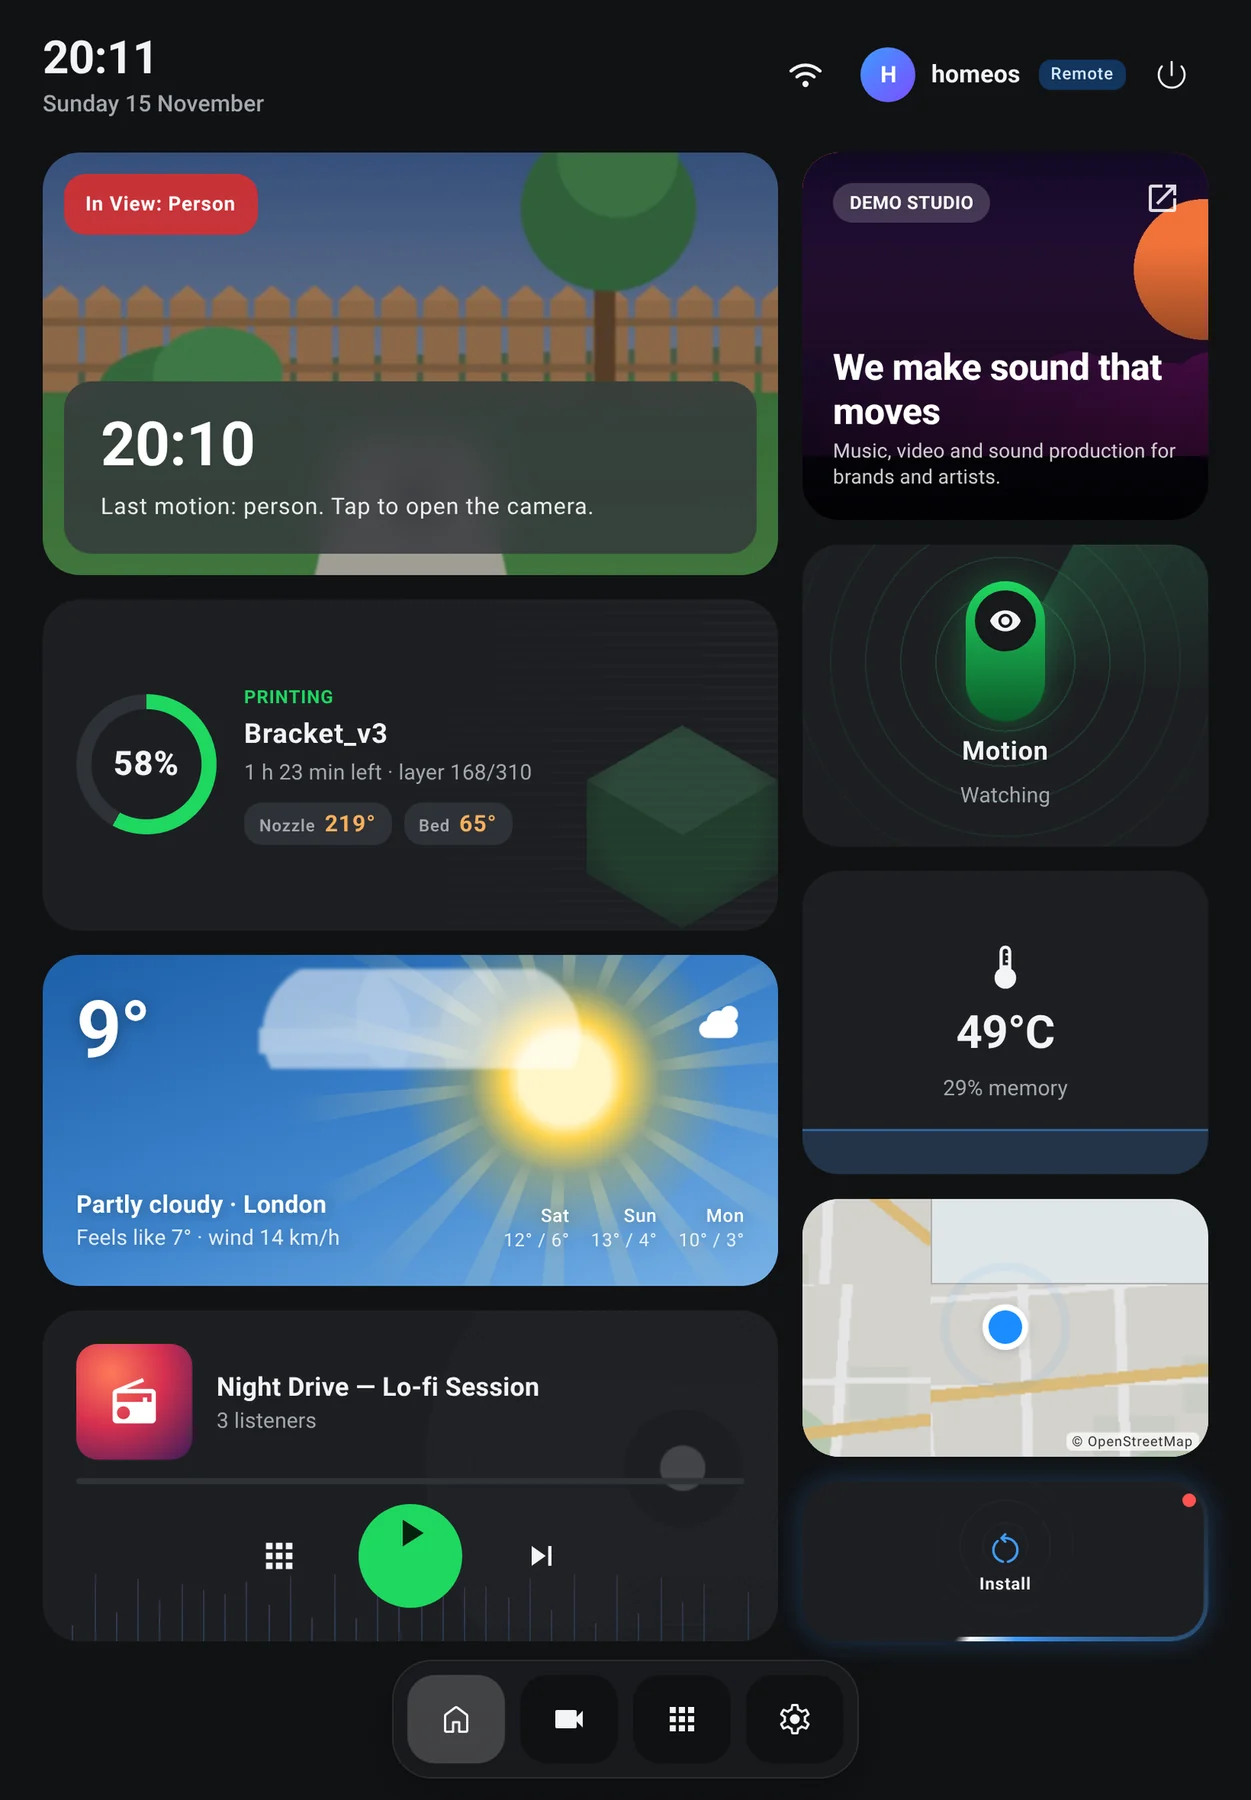 20:11
Sunday 15 November
H
homeos
Remote
In View: Person
20:10
Last motion: person. Tap to open the camera.
DEMO STUDIO
We make sound that
moves
Music, video and sound production for
brands and artists.
58%
PRINTING
Bracket_v3
1 h 23 min left · layer 168/310
Nozzle 219°
Bed 65°
Motion
Watching
49°C
29% memory
9°
Partly cloudy · London
Feels like 7° · wind 14 km/h
Sat Sun Mon
12° / 6° 13° / 4° 10° / 3°
© OpenStreetMap
Night Drive — Lo-fi Session
3 listeners
Install